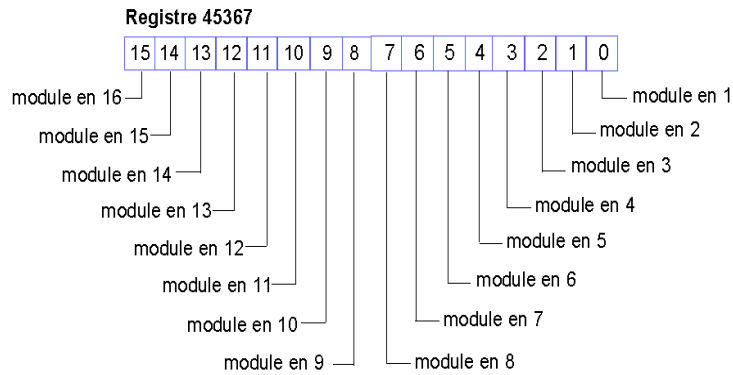 Registre 45367
15 14 13 12 11 10 9 8 7 6 5 4 3 2 1 0
module en 16
module en 1
module en 15
module en 2
module en 14
module en 3
module en 13
module en 4
module en 12
module en 5
module en 11
module en 6
module en 10
module en 7
module en 9
module en 8